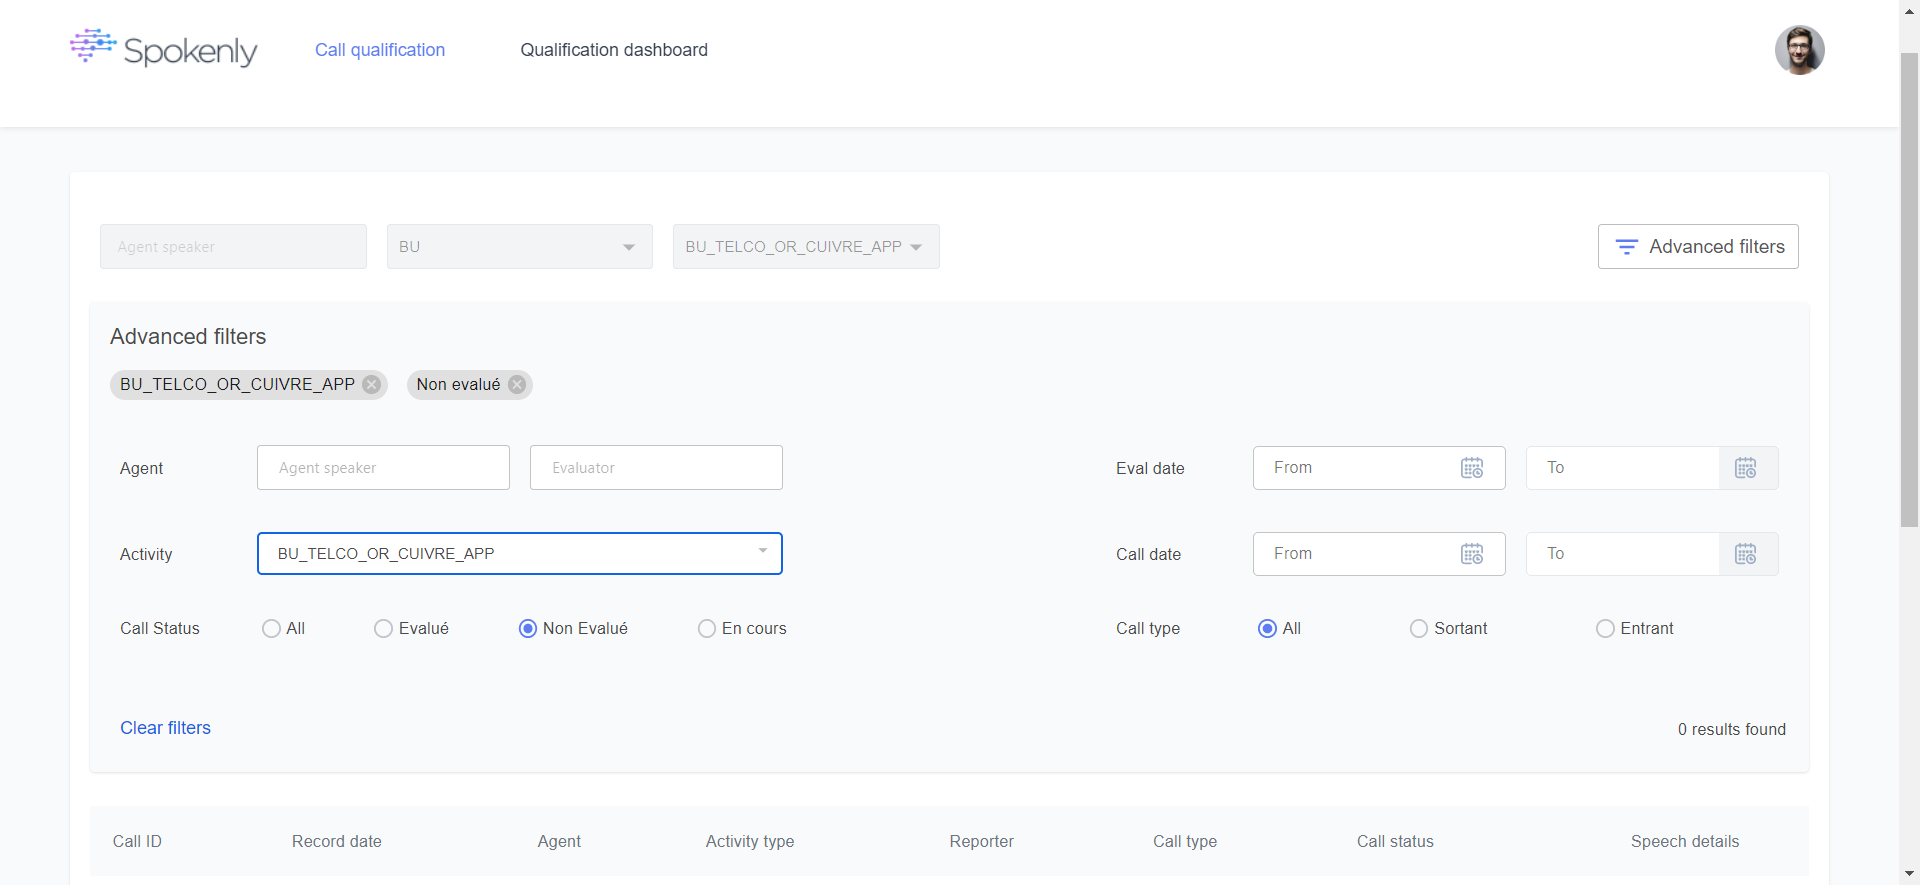 Spokenly
Call qualification
Qualification dashboard
Agent speaker
BU
BU_TELCO_OR_CUIVRE_APP
Advanced filters
Advanced filters
BU_TELCO_OR_CUIVRE_APP
Non evalué
Agent
Agent speaker
Evaluator
Eval date
From
To
Activity
BU_TELCO_OR_CUIVRE_APP
Call date
From
To
Call Status
All
Evalué
Non Evalué
En cours
Call type
All
Sortant
Entrant
Clear filters
0 results found
Call ID
Record date
Agent
Activity type
Reporter
Call type
Call status
Speech details